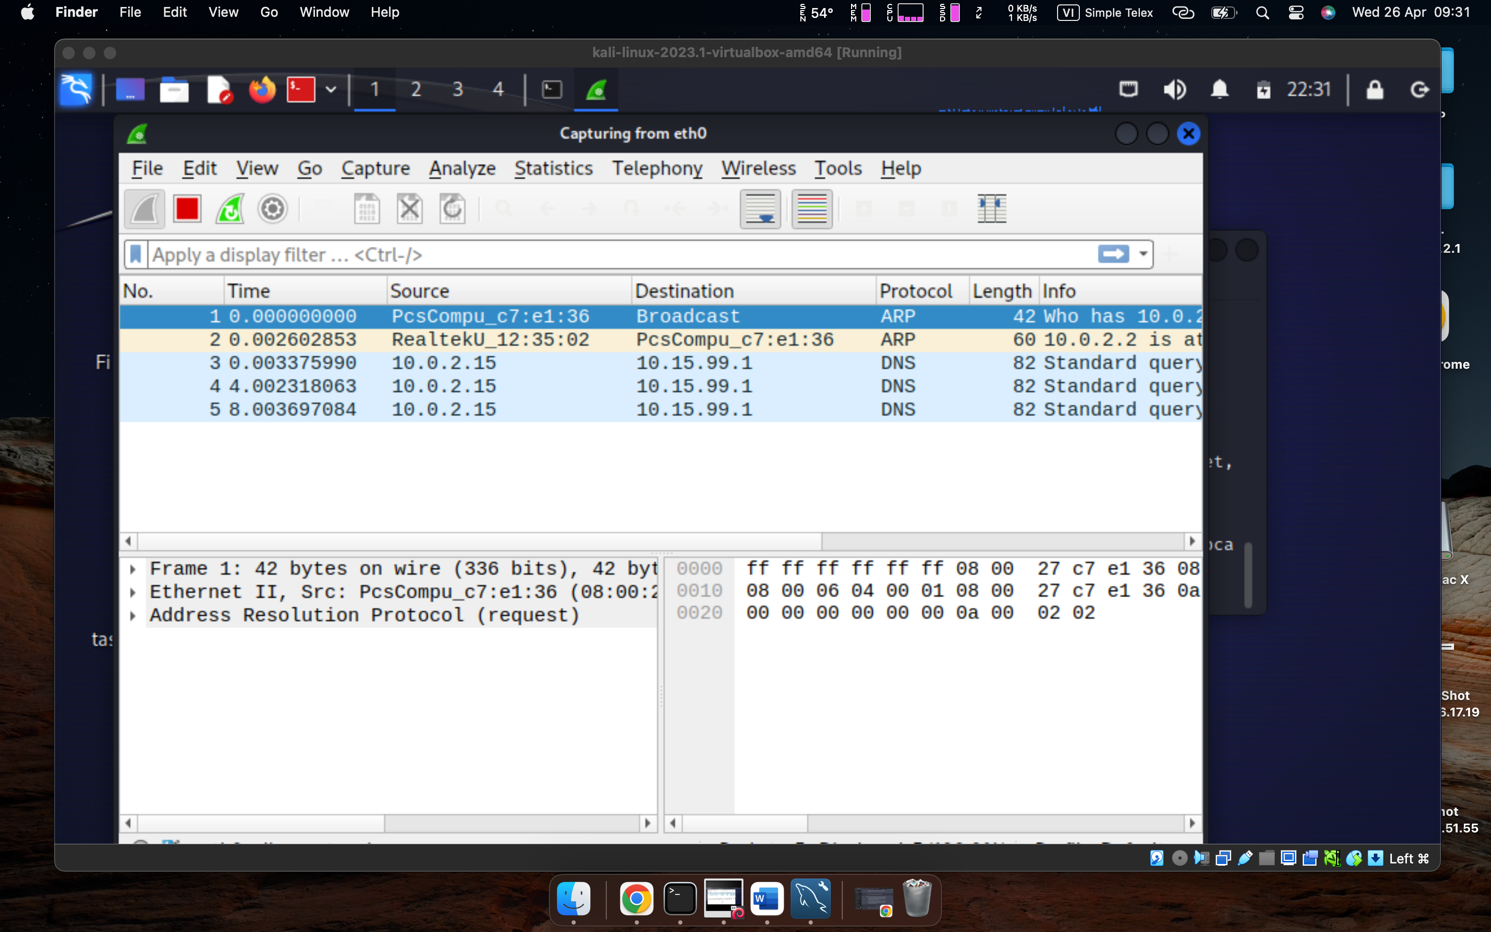 Finder File Edit View Go Window Help
SEN 54° MEM CPU SSD 0 KB/s 1 KB/s VI Simple Telex Wed 26 Apr 09:31
kali-linux-2023.1-virtualbox-amd64 [Running]
1 2 3 4 22:31
Capturing from eth0
File Edit View Go Capture Analyze Statistics Telephony Wireless Tools Help
Apply a display filter ... <Ctrl-/>
No. Time Source Destination Protocol Length Info
1 0.000000000 PcsCompu_c7:e1:36 Broadcast ARP 42 Who has 10.0.2
2 0.002602853 RealtekU_12:35:02 PcsCompu_c7:e1:36 ARP 60 10.0.2.2 is at
3 0.003375990 10.0.2.15 10.15.99.1 DNS 82 Standard query
4 4.002318063 10.0.2.15 10.15.99.1 DNS 82 Standard query
5 8.003697084 10.0.2.15 10.15.99.1 DNS 82 Standard query
Frame 1: 42 bytes on wire (336 bits), 42 byt
Ethernet II, Src: PcsCompu_c7:e1:36 (08:00:2
Address Resolution Protocol (request)
0000 ff ff ff ff ff ff 08 00 27 c7 e1 36 08
0010 08 00 06 04 00 01 08 00 27 c7 e1 36 0a
0020 00 00 00 00 00 00 0a 00 02 02
Fi
tas
et,
oca
2.1
ome
ac X
Shot
6.17.19
hot
.51.55
Left ⌘